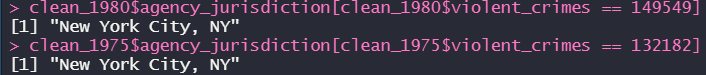 > clean_1980$agency_jurisdiction[clean_1980$violent_crimes == 149549]
[1] "New York City, NY"
> clean_1975$agency_jurisdiction[clean_1975$violent_crimes == 132182]
[1] "New York City, NY"